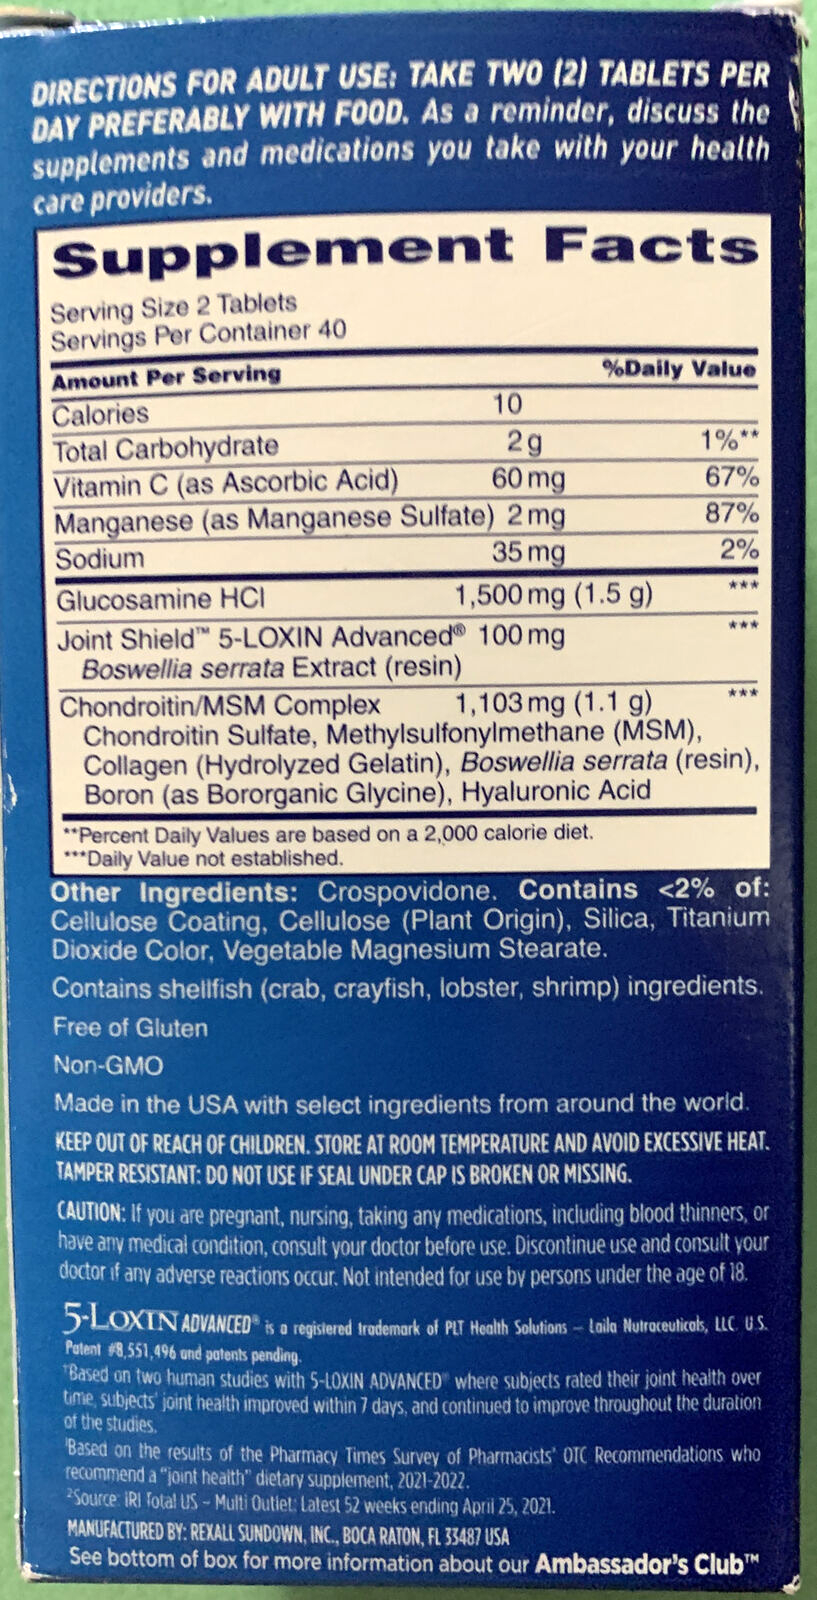 DIRECTIONS FOR ADULT USE: TAKE TWO (2) TABLETS PER
DAY PREFERABLY WITH FOOD. As a reminder, discuss the
supplements and medications you take with your health
care providers.
Supplement Facts
Serving Size 2 Tablets
Servings Per Container 40
Amount Per Serving %Daily Value
Calories 10
Total Carbohydrate 2 g 1%**
Vitamin C (as Ascorbic Acid) 60 mg 67%
Manganese (as Manganese Sulfate) 2 mg 87%
Sodium 35 mg 2%
Glucosamine HCl 1,500 mg (1.5 g) ***
Joint Shield™ 5-LOXIN Advanced® 100 mg ***
Boswellia serrata Extract (resin)
Chondroitin/MSM Complex 1,103 mg (1.1 g) ***
Chondroitin Sulfate, Methylsulfonylmethane (MSM),
Collagen (Hydrolyzed Gelatin), Boswellia serrata (resin),
Boron (as Bororganic Glycine), Hyaluronic Acid
**Percent Daily Values are based on a 2,000 calorie diet.
***Daily Value not established.
Other Ingredients: Crospovidone. Contains <2% of:
Cellulose Coating, Cellulose (Plant Origin), Silica, Titanium
Dioxide Color, Vegetable Magnesium Stearate.
Contains shellfish (crab, crayfish, lobster, shrimp) ingredients.
Free of Gluten
Non-GMO
Made in the USA with select ingredients from around the world.
KEEP OUT OF REACH OF CHILDREN. STORE AT ROOM TEMPERATURE AND AVOID EXCESSIVE HEAT.
TAMPER RESISTANT: DO NOT USE IF SEAL UNDER CAP IS BROKEN OR MISSING.
CAUTION: If you are pregnant, nursing, taking any medications, including blood thinners, or
have any medical condition, consult your doctor before use. Discontinue use and consult your
doctor if any adverse reactions occur. Not intended for use by persons under the age of 18.
5-LOXIN ADVANCED® is a registered trademark of PLT Health Solutions – Laila Nutraceuticals, LLC. U.S.
Patent #8,551,496 and patents pending.
†Based on two human studies with 5-LOXIN ADVANCED® where subjects rated their joint health over
time, subjects' joint health improved within 7 days, and continued to improve throughout the duration
of the studies.
¹Based on the results of the Pharmacy Times Survey of Pharmacists' OTC Recommendations who
recommend a "joint health" dietary supplement, 2021-2022.
²Source: IRI Total US – Multi Outlet; Latest 52 weeks ending April 25, 2021.
MANUFACTURED BY: REXALL SUNDOWN, INC., BOCA RATON, FL 33487 USA
See bottom of box for more information about our Ambassador's Club™